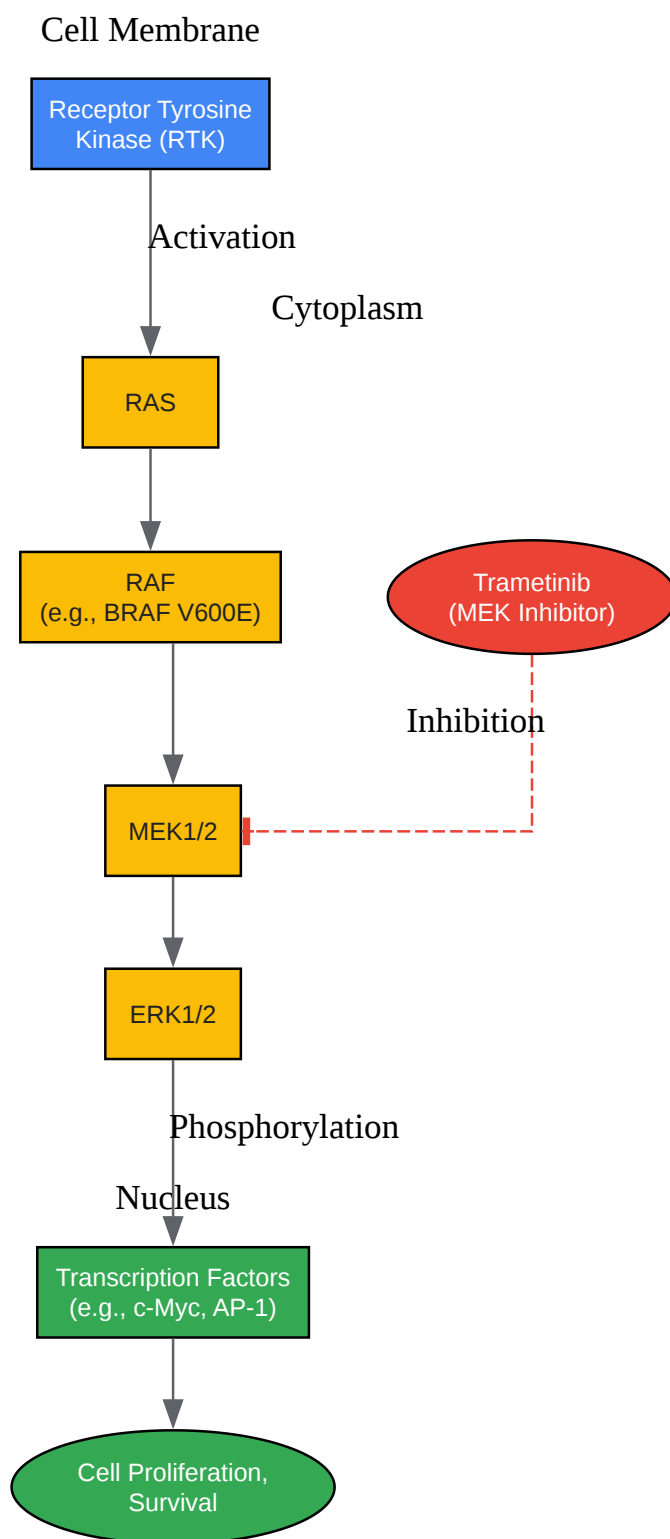 Cell Membrane
Receptor Tyrosine
Kinase (RTK)
Activation
Cytoplasm
RAS
RAF
(e.g., BRAF V600E)
Trametinib
(MEK Inhibitor)
Inhibition
MEK1/2
ERK1/2
Phosphorylation
Nucleus
Transcription Factors
(e.g., c-Myc, AP-1)
Cell Proliferation,
Survival